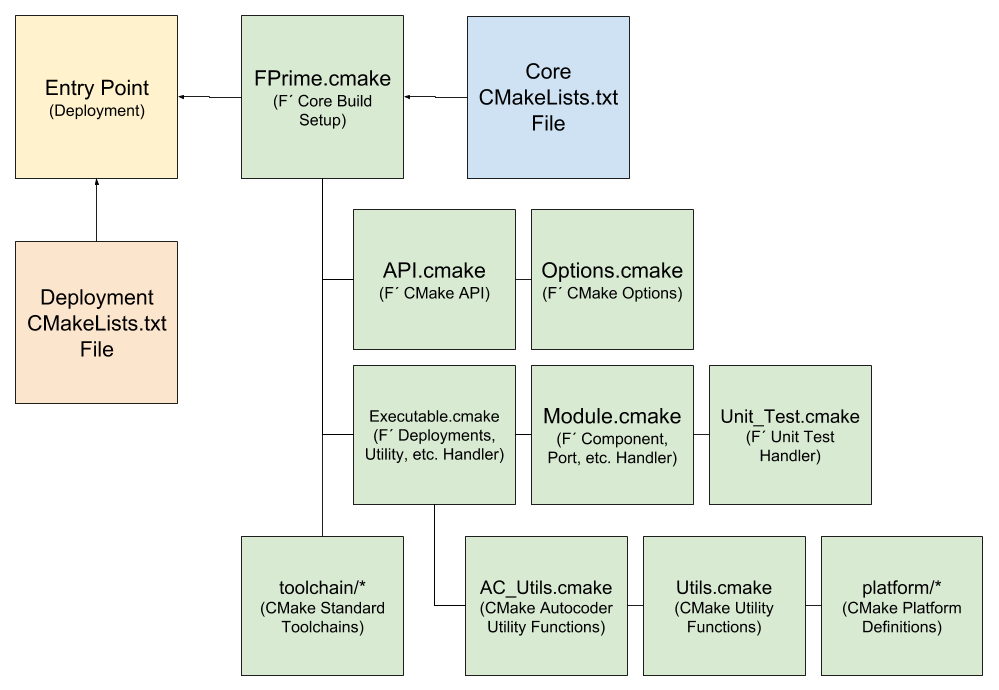 Entry Point
(Deployment)
FPrime.cmake
(F´ Core Build
Setup)
Core
CMakeLists.txt
File
Deployment
CMakeLists.txt
File
API.cmake
(F´ CMake API)
Options.cmake
(F´ CMake Options)
Executable.cmake
(F´ Deployments,
Utility, etc. Handler)
Module.cmake
(F´ Component,
Port, etc. Handler)
Unit_Test.cmake
(F´ Unit Test
Handler)
toolchain/*
(CMake Standard
Toolchains)
AC_Utils.cmake
(CMake Autocoder
Utility Functions)
Utils.cmake
(CMake Utility
Functions)
platform/*
(CMake Platform
Definitions)